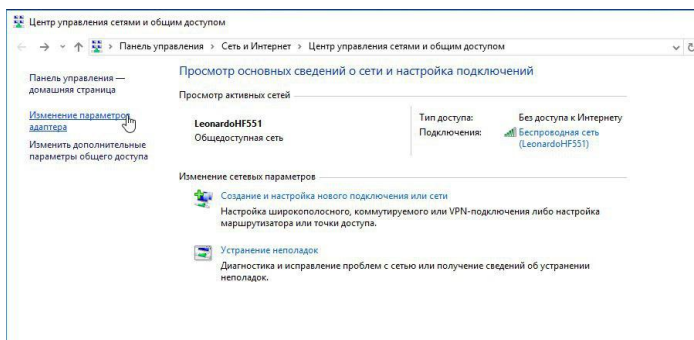 Центр управления сетями и общим доступом
Панель управления > Сеть и Интернет > Центр управления сетями и общим доступом
Панель управления —
домашняя страница
Изменение параметров
адаптера
Изменить дополнительные
параметры общего доступа
Просмотр основных сведений о сети и настройка подключений
Просмотр активных сетей
LeonardoHF551
Общедоступная сеть
Тип доступа: Без доступа к Интернету
Подключения: Беспроводная сеть
(LeonardoHF551)
Изменение сетевых параметров
Создание и настройка нового подключения или сети
Настройка широкополосного, коммутируемого или VPN-подключения либо настройка
маршрутизатора или точки доступа.
Устранение неполадок
Диагностика и исправление проблем с сетью или получение сведений об устранении
неполадок.